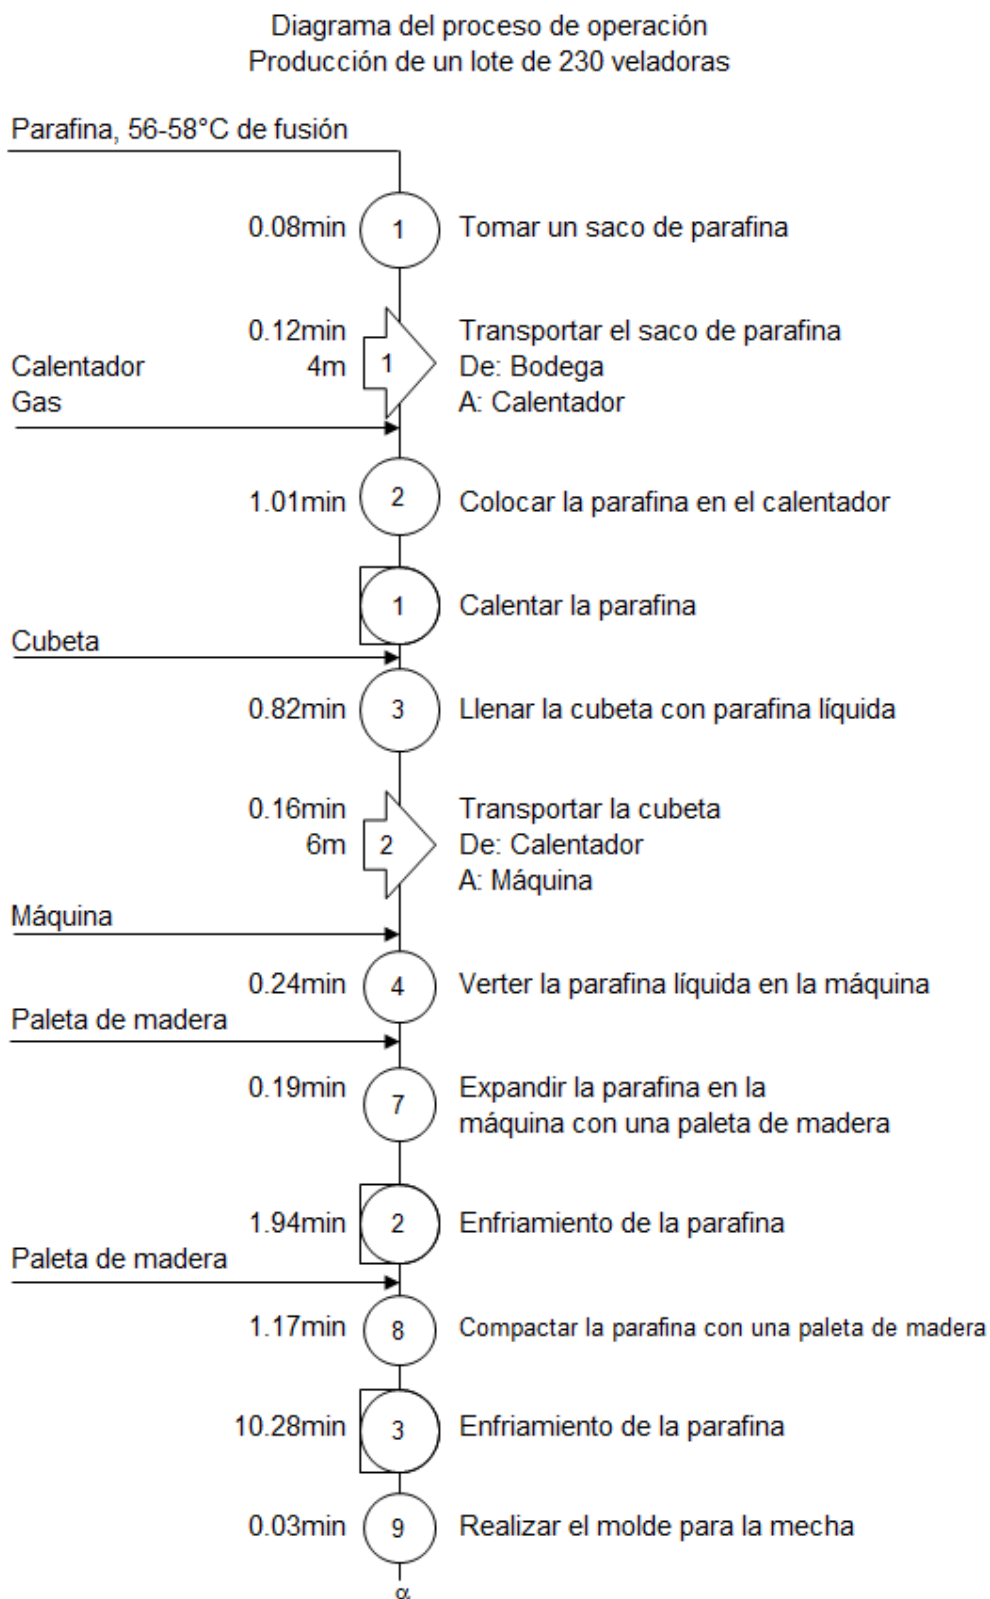 Diagrama del proceso de operación
Producción de un lote de 230 veladoras
Parafina, 56-58°C de fusión
0.08min 1 Tomar un saco de parafina
0.12min Transportar el saco de parafina
Calentador 4m 1 De: Bodega
Gas A: Calentador
1.01min 2 Colocar la parafina en el calentador
1 Calentar la parafina
Cubeta
0.82min 3 Llenar la cubeta con parafina líquida
0.16min Transportar la cubeta
6m 2 De: Calentador
A: Máquina
Máquina
0.24min 4 Verter la parafina líquida en la máquina
Paleta de madera
0.19min 7 Expandir la parafina en la
máquina con una paleta de madera
1.94min 2 Enfriamiento de la parafina
Paleta de madera
1.17min 8 Compactar la parafina con una paleta de madera
10.28min 3 Enfriamiento de la parafina
0.03min 9 Realizar el molde para la mecha
α